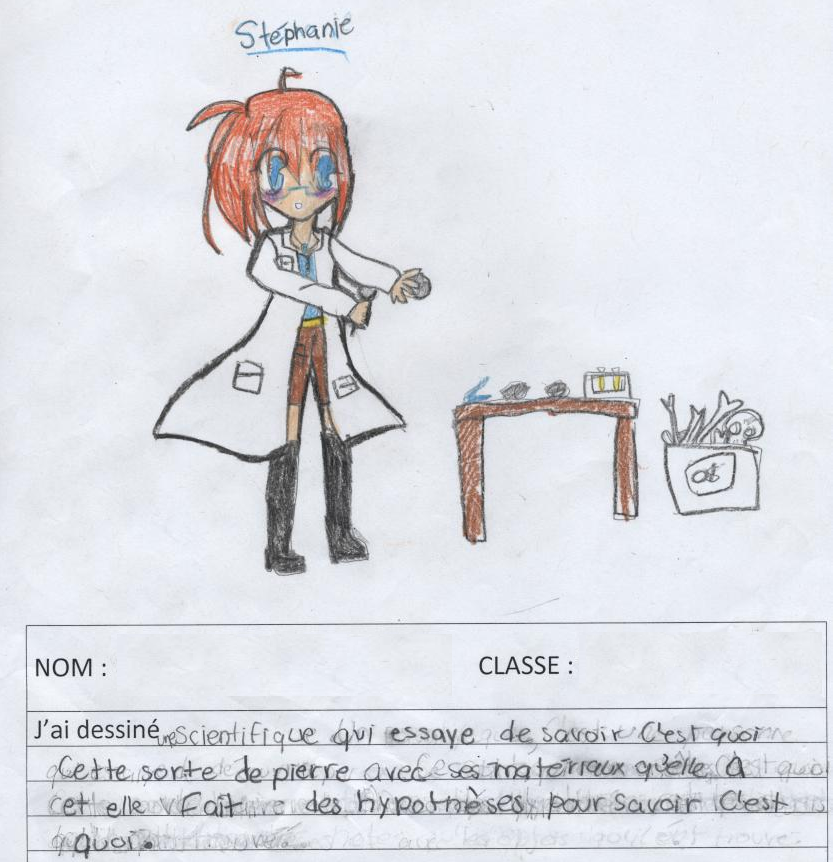 Stéphanie
NOM : CLASSE :
J'ai dessiné une scientifique qui essaye de savoir C'est quoi
Cette sorte de pierre avec ses matériaux qu'elle à
cet elle Fait des hypothèses pour savoir C'est
quoi.